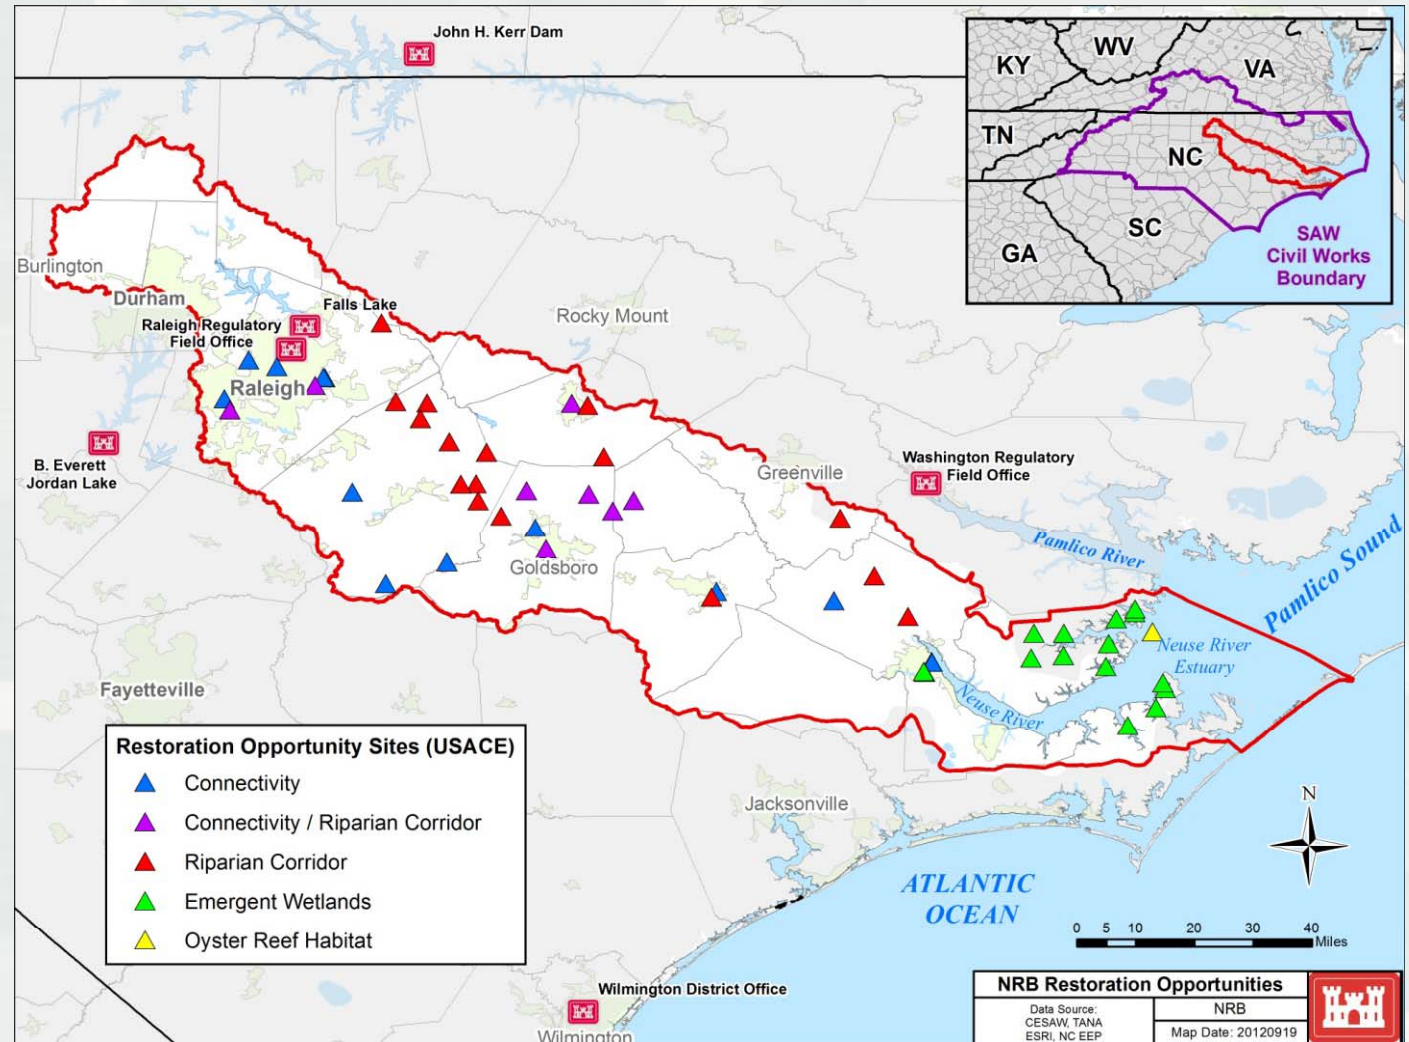 John H. Kerr Dam
KY
WV
VA
TN
NC
SC
GA
SAW
Civil Works
Boundary
Burlington
Durham
Falls Lake
Raleigh Regulatory
Field Office
Rocky Mount
Raleigh
B. Everett
Jordan Lake
Greenville
Washington Regulatory
Field Office
Pamlico River
Pamlico Sound
Goldsboro
Neuse River
Estuary
Neuse River
Fayetteville
Jacksonville
Restoration Opportunity Sites (USACE)
Connectivity
Connectivity / Riparian Corridor
Riparian Corridor
Emergent Wetlands
Oyster Reef Habitat
ATLANTIC
OCEAN
N
0 5 10 20 30 40
Miles
Wilmington District Office
Wilmington
NRB Restoration Opportunities
Data Source:
CESAW, TANA
ESRI, NC EEP
NRB
Map Date: 20120919